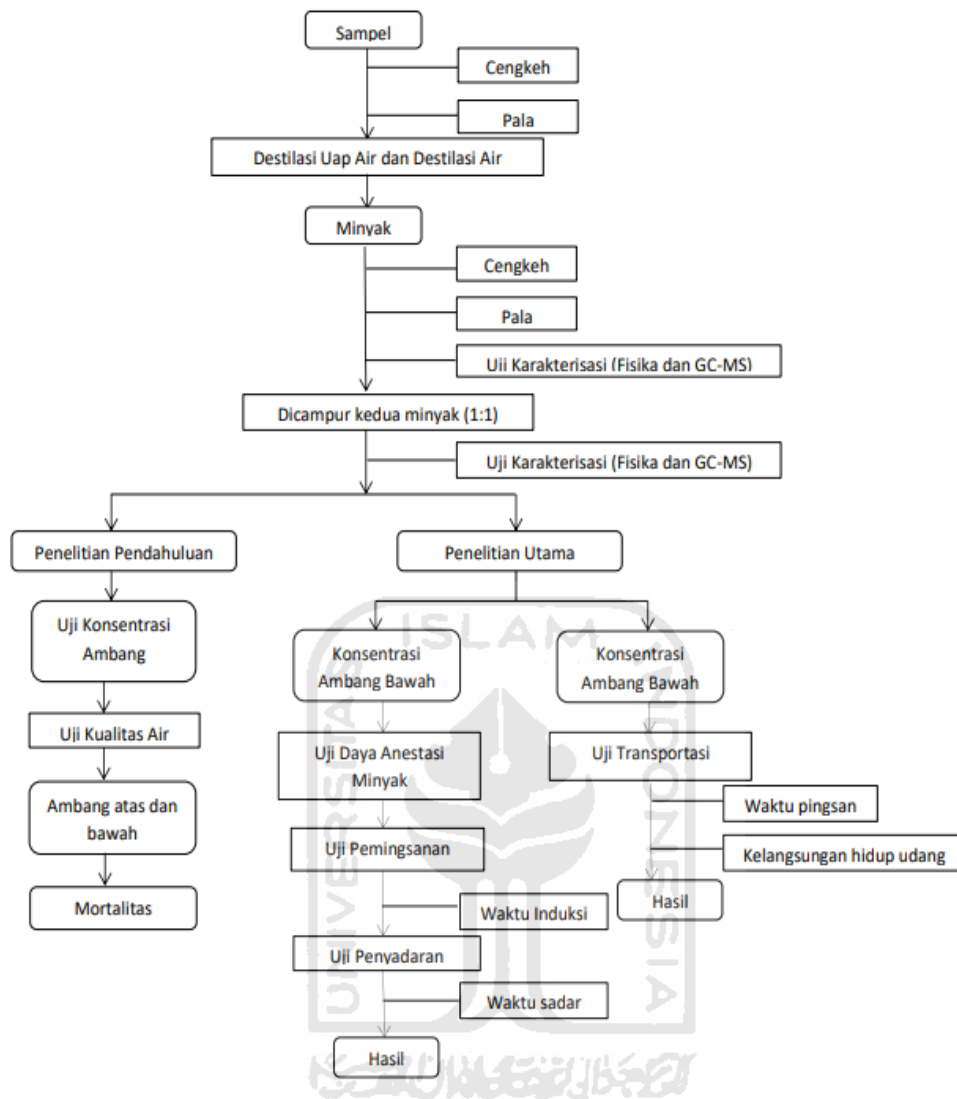 Sampel
Cengkeh
Pala
Destilasi Uap Air dan Destilasi Air
Minyak
Cengkeh
Pala
Uji Karakterisasi (Fisika dan GC-MS)
Dicampur kedua minyak (1:1)
Uji Karakterisasi (Fisika dan GC-MS)
Penelitian Pendahuluan
Penelitian Utama
Uji Konsentrasi
Ambang
Uji Kualitas Air
Ambang atas dan
bawah
Mortalitas
Konsentrasi
Ambang Bawah
Uji Daya Anestasi
Minyak
Uji Pemingsanan
Waktu Induksi
Uji Penyadaran
Waktu sadar
Hasil
Konsentrasi
Ambang Bawah
Uji Transportasi
Waktu pingsan
Kelangsungan hidup udang
Hasil
UNIVERSITAS
ISLAM
INDONESIA